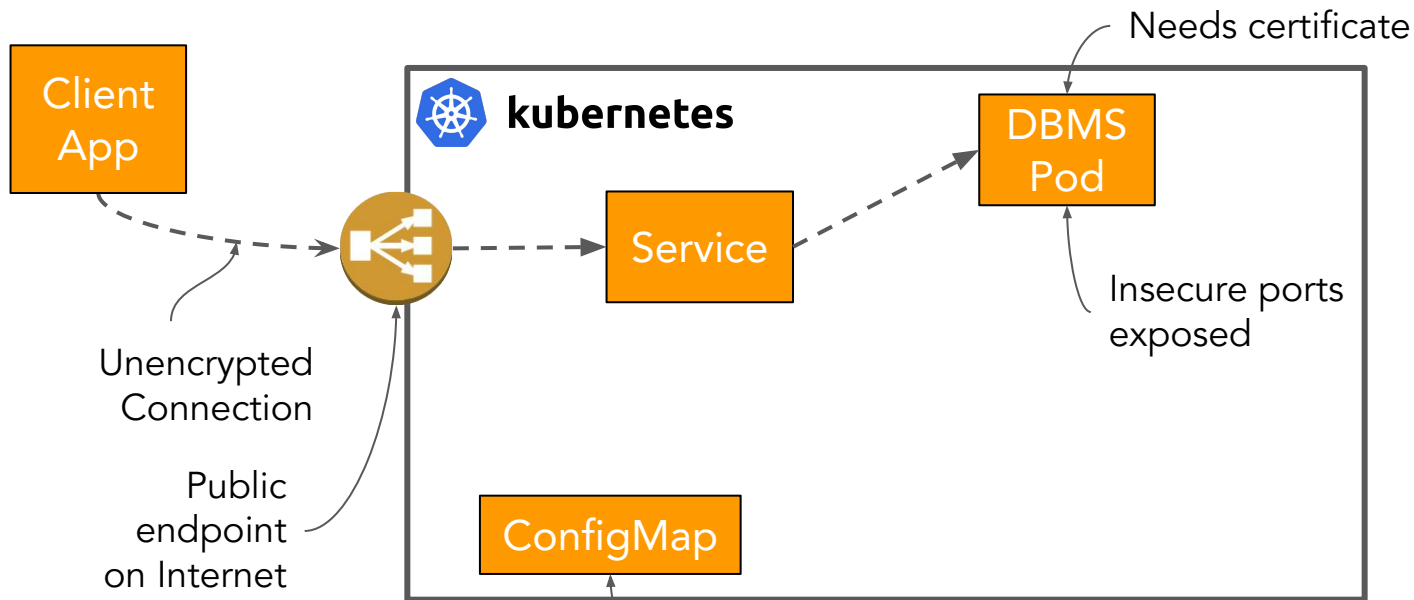 Needs certificate
Client
App
kubernetes
DBMS
Pod
Service
Insecure ports
exposed
Unencrypted
Connection
Public
endpoint
on Internet
ConfigMap